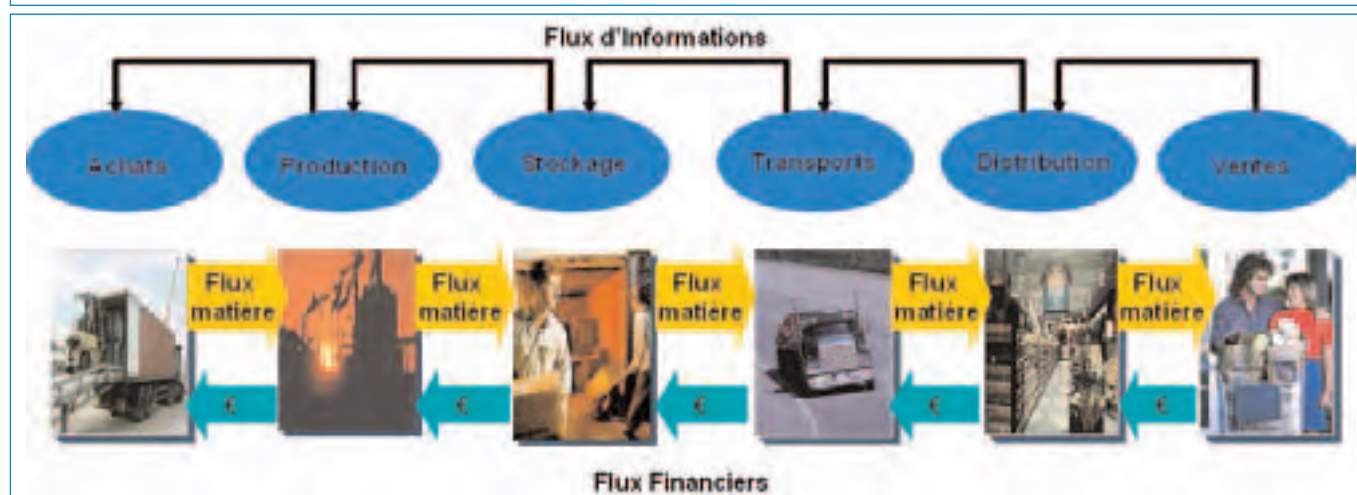 Flux d'Informations
Achats
Production
Stockage
Transports
Distribution
Ventes
Flux
matière
Flux
matière
Flux
matière
Flux
matière
Flux
matière
€
€
€
€
€
Flux Financiers